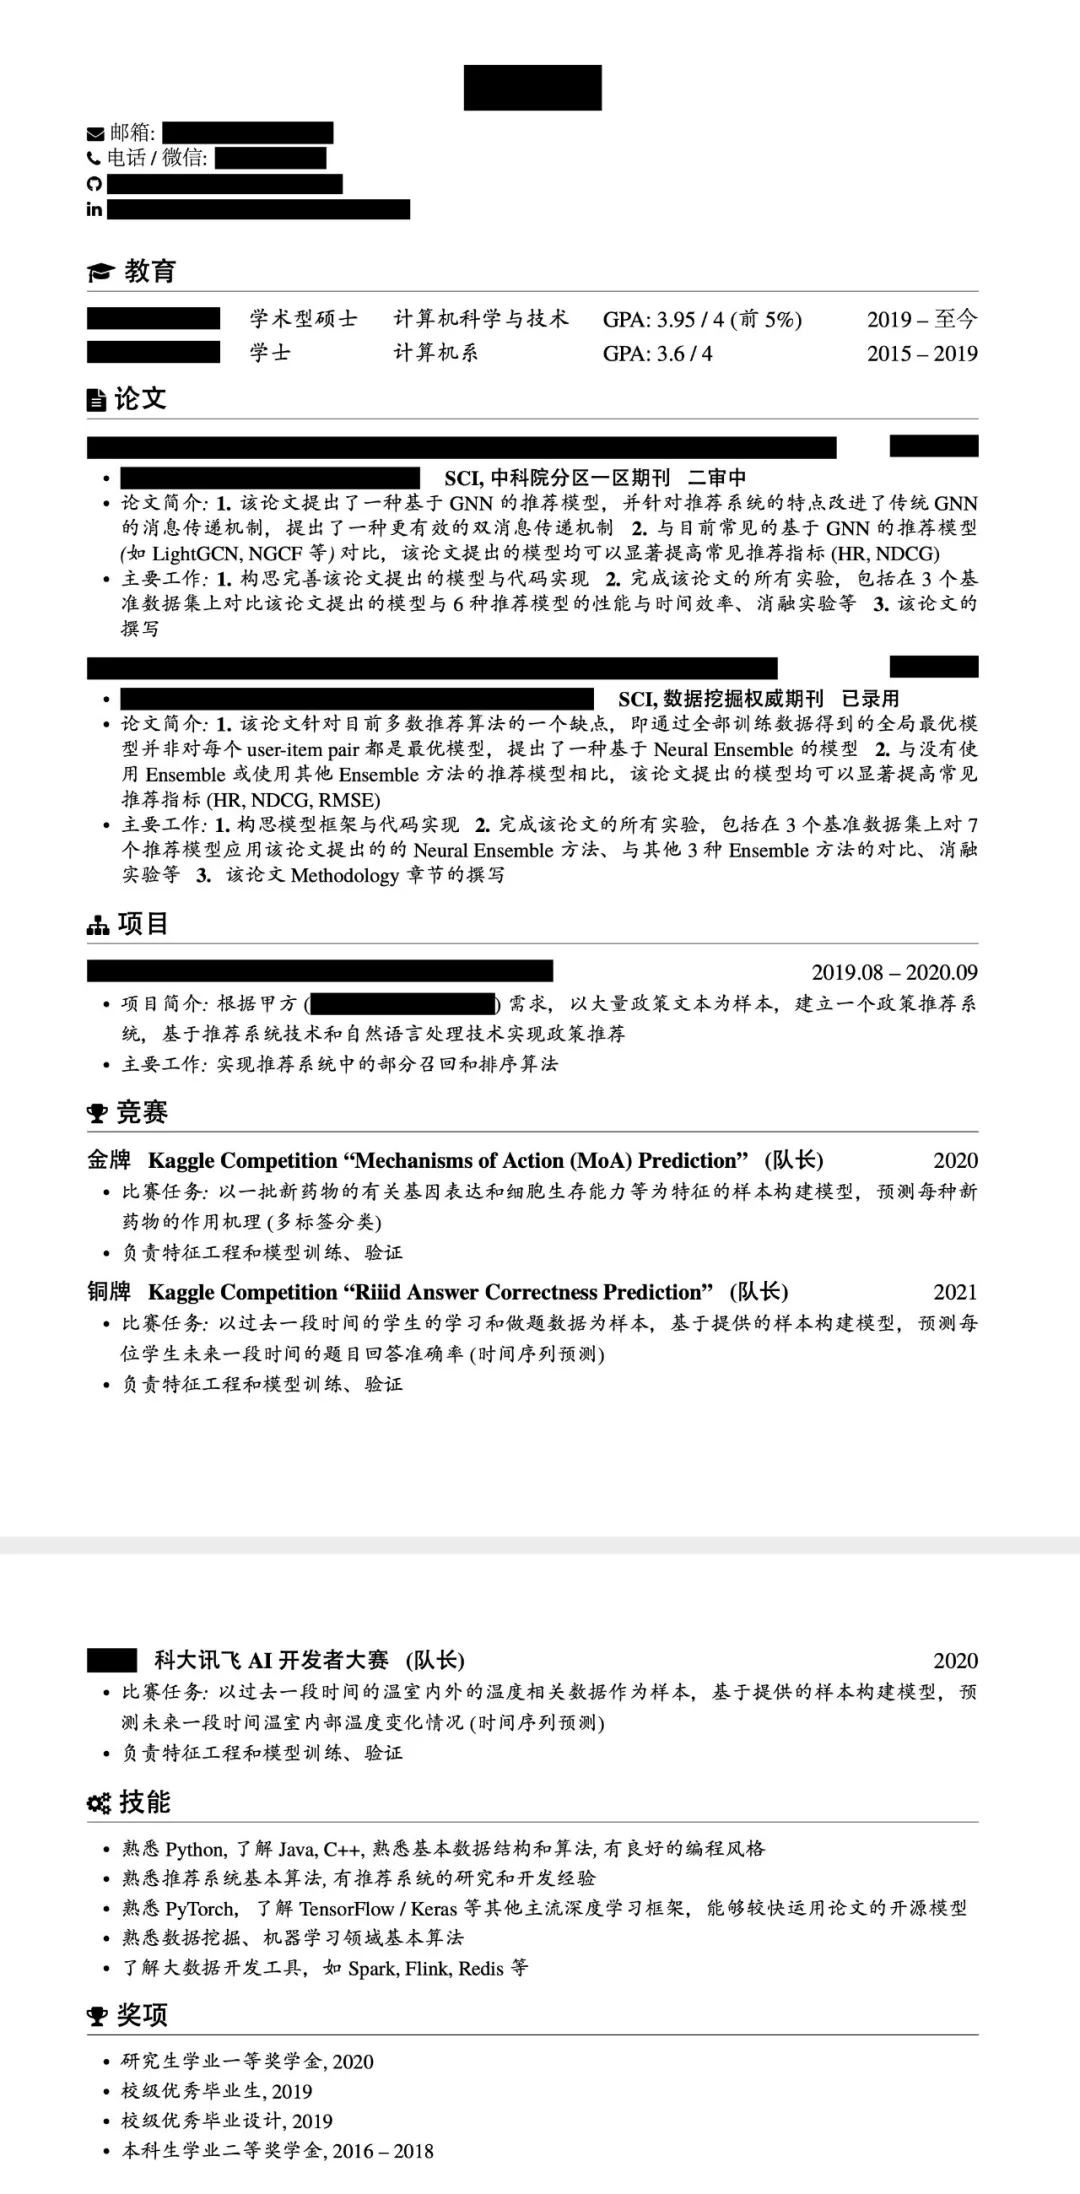 邮箱:
电话 / 微信:
in
教育
学术型硕士 计算机科学与技术 GPA: 3.95 / 4 (前 5%) 2019 – 至今
学士 计算机系 GPA: 3.6 / 4 2015 – 2019
论文
• SCI, 中科院分区一区期刊 二审中
• 论文简介: 1. 该论文提出了一种基于 GNN 的推荐模型，并针对推荐系统的特点改进了传统 GNN
的消息传递机制，提出了一种更有效的双消息传递机制 2. 与目前常见的基于 GNN 的推荐模型
(如 LightGCN, NGCF 等) 对比，该论文提出的模型均可以显著提高常见推荐指标 (HR, NDCG)
• 主要工作: 1. 构思完善该论文提出的模型与代码实现 2. 完成该论文的所有实验，包括在 3 个基
准数据集上对比该论文提出的模型与 6 种推荐模型的性能与时间效率、消融实验等 3. 该论文的
撰写
• SCI, 数据挖掘权威期刊 已录用
• 论文简介: 1. 该论文针对目前多数推荐算法的一个缺点，即通过全部训练数据得到的全局最优模
型并非对每个 user-item pair 都是最优模型，提出了一种基于 Neural Ensemble 的模型 2. 与没有使
用 Ensemble 或使用其他 Ensemble 方法的推荐模型相比，该论文提出的模型均可以显著提高常见
推荐指标 (HR, NDCG, RMSE)
• 主要工作: 1. 构思模型框架与代码实现 2. 完成该论文的所有实验，包括在 3 个基准数据集上对 7
个推荐模型应用该论文提出的的 Neural Ensemble 方法、与其他 3 种 Ensemble 方法的对比、消融
实验等 3. 该论文 Methodology 章节的撰写
项目
2019.08 – 2020.09
• 项目简介: 根据甲方 ( ) 需求，以大量政策文本为样本，建立一个政策推荐系
统，基于推荐系统技术和自然语言处理技术实现政策推荐
• 主要工作: 实现推荐系统中的部分召回和排序算法
竞赛
金牌 Kaggle Competition “Mechanisms of Action (MoA) Prediction” (队长) 2020
• 比赛任务: 以一批新药物的有关基因表达和细胞生存能力等为特征的样本构建模型，预测每种新
药物的作用机理 (多标签分类)
• 负责特征工程和模型训练、验证
铜牌 Kaggle Competition “Riiid Answer Correctness Prediction” (队长) 2021
• 比赛任务: 以过去一段时间的学生的学习和做题数据为样本，基于提供的样本构建模型，预测每
位学生未来一段时间的题目回答准确率 (时间序列预测)
• 负责特征工程和模型训练、验证
科大讯飞 AI 开发者大赛 (队长) 2020
• 比赛任务: 以过去一段时间的温室内外的温度相关数据作为样本，基于提供的样本构建模型，预
测未来一段时间温室内部温度变化情况 (时间序列预测)
• 负责特征工程和模型训练、验证
技能
• 熟悉 Python, 了解 Java, C++, 熟悉基本数据结构和算法, 有良好的编程风格
• 熟悉推荐系统基本算法, 有推荐系统的研究和开发经验
• 熟悉 PyTorch，了解 TensorFlow / Keras 等其他主流深度学习框架，能够较快运用论文的开源模型
• 熟悉数据挖掘、机器学习领域基本算法
• 了解大数据开发工具，如 Spark, Flink, Redis 等
奖项
• 研究生学业一等奖学金, 2020
• 校级优秀毕业生, 2019
• 校级优秀毕业设计, 2019
• 本科生学业二等奖学金, 2016 – 2018